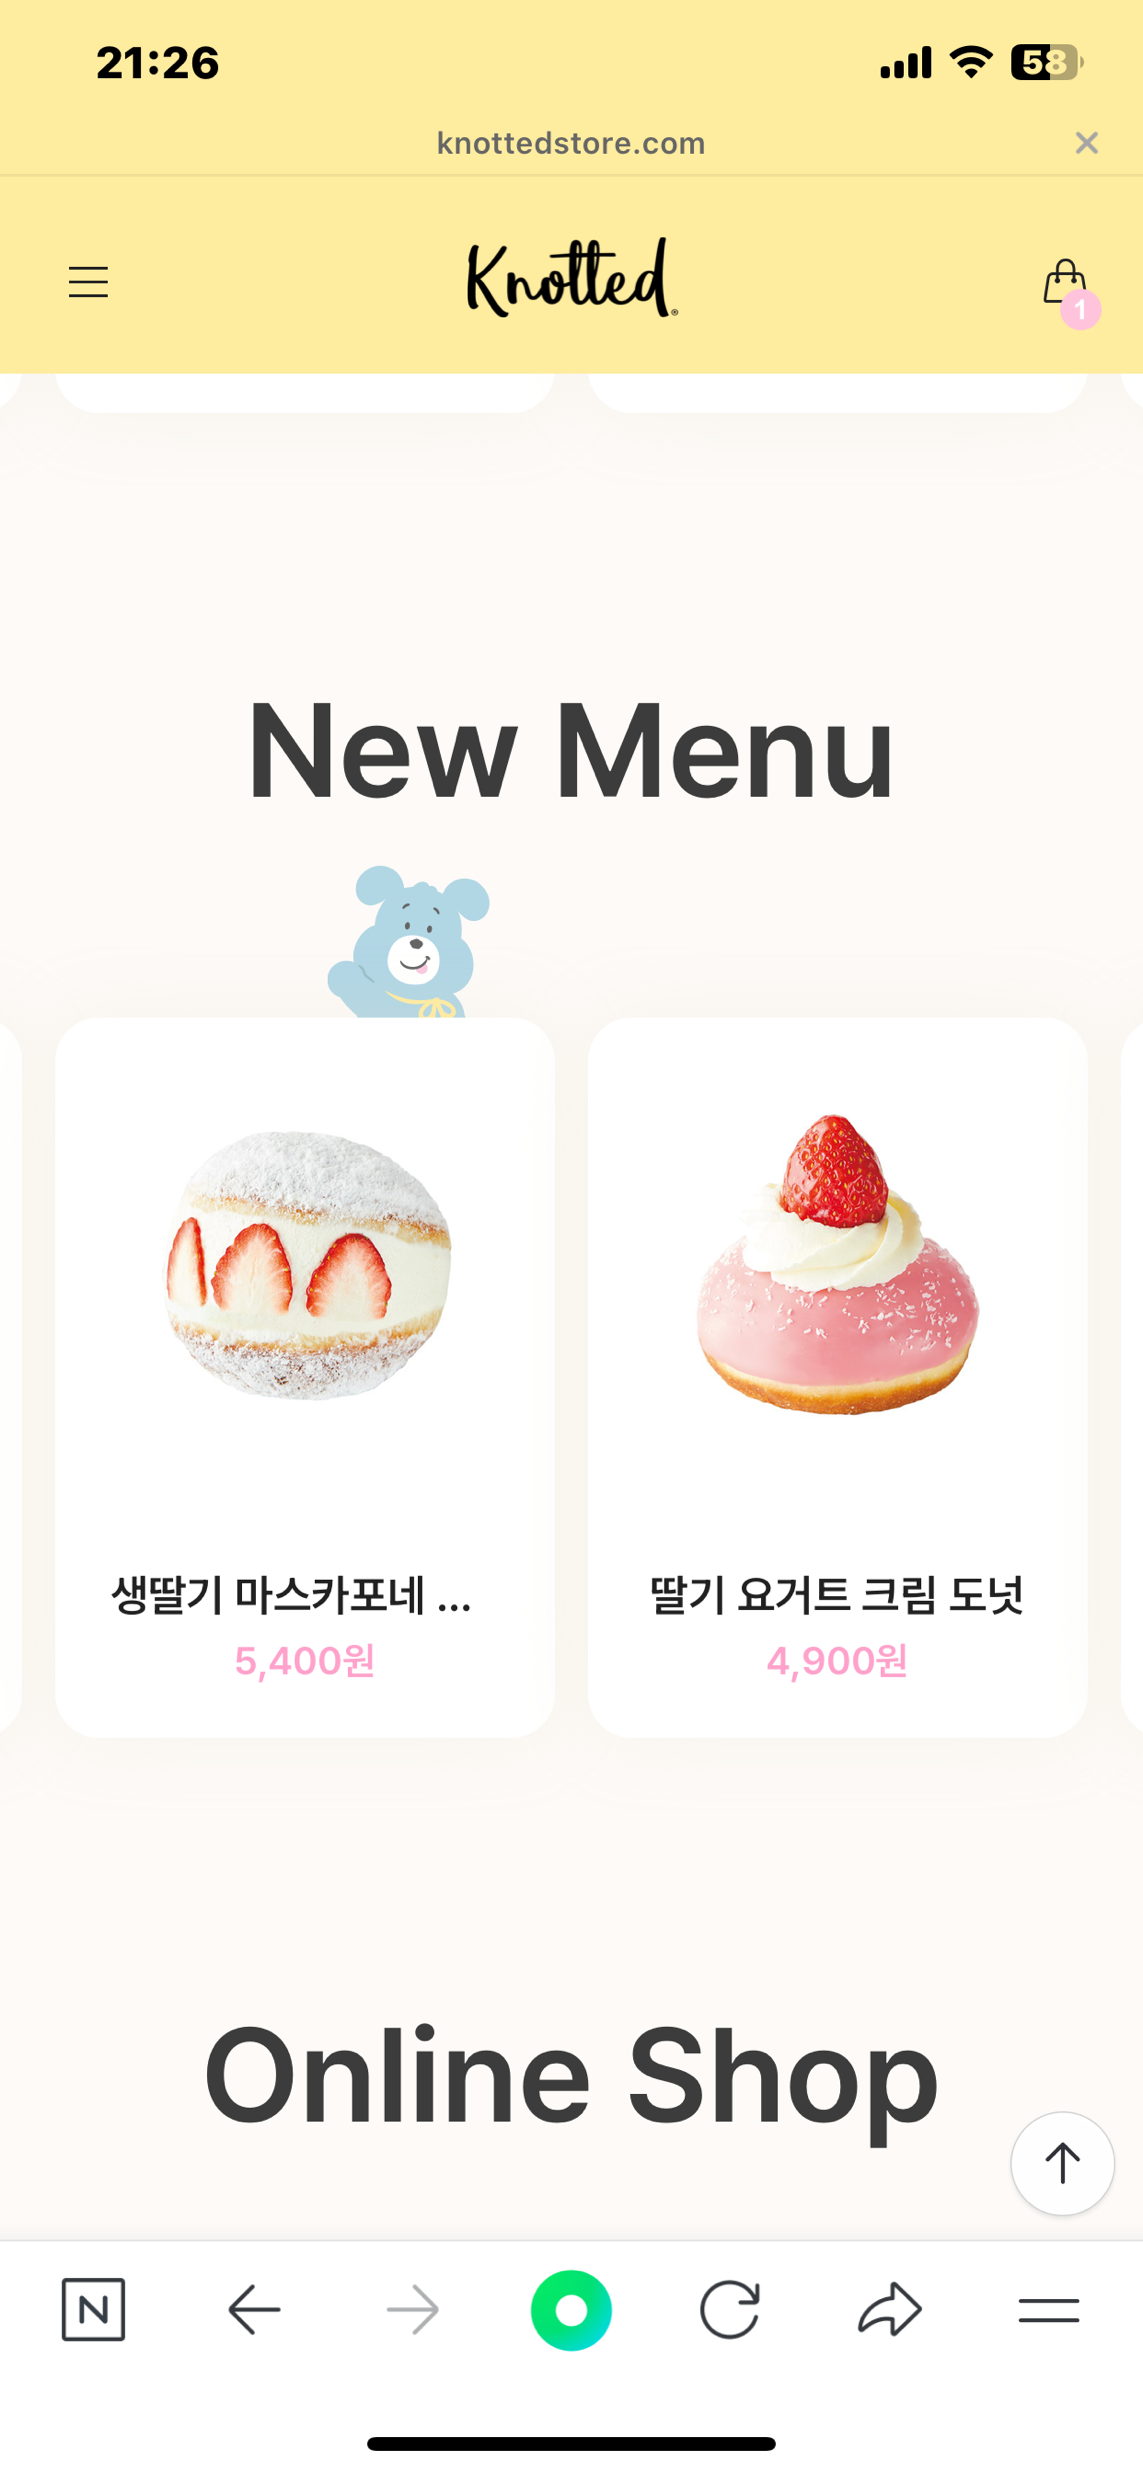 21:26
58
knottedstore.com
Knotted®
1
New Menu
생딸기 마스카포네 ...
5,400원
딸기 요거트 크림 도넛
4,900원
Online Shop
N